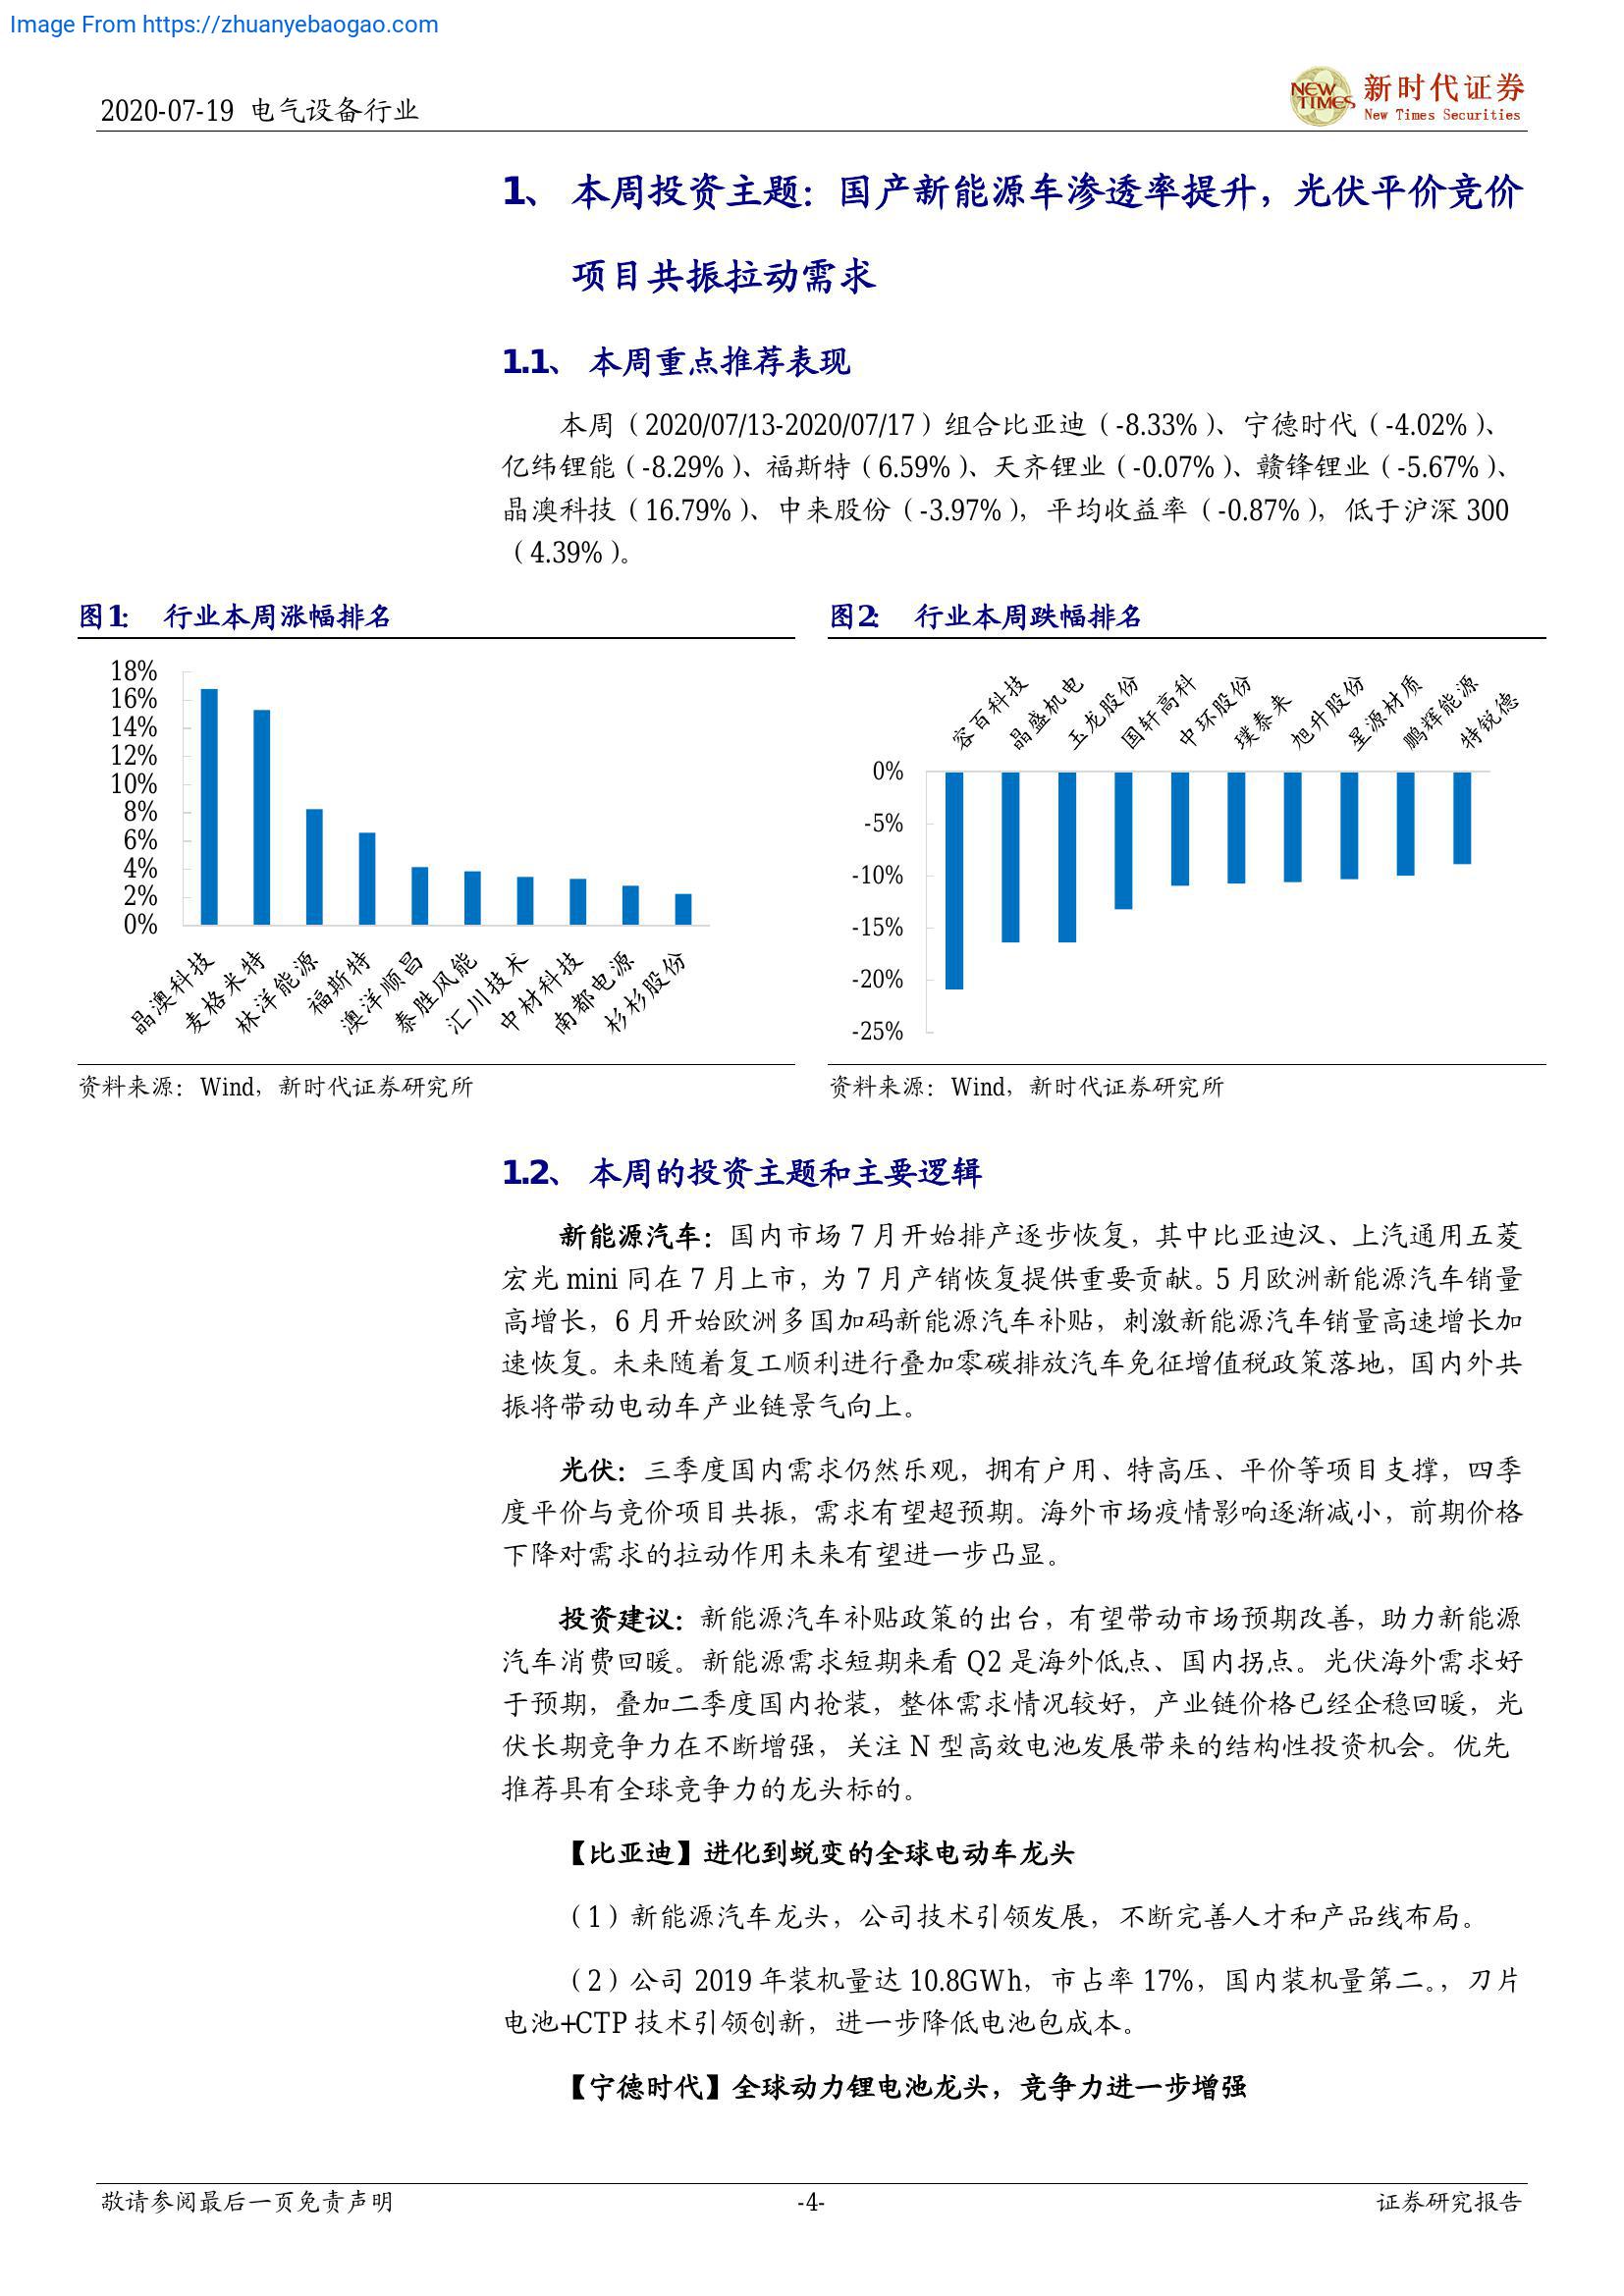 Image From https://zhuanyebaogao.com
2020-07-19 电气设备行业
NEW TIMES
新时代证券
New Times Securities
1、 本周投资主题：国产新能源车渗透率提升，光伏平价竞价
项目共振拉动需求
1.1、 本周重点推荐表现
本周（2020/07/13-2020/07/17）组合比亚迪（-8.33%）、宁德时代（-4.02%）、
亿纬锂能（-8.29%）、福斯特（6.59%）、天齐锂业（-0.07%）、赣锋锂业（-5.67%）、
晶澳科技（16.79%）、中来股份（-3.97%），平均收益率（-0.87%），低于沪深 300
（4.39%）。
图1： 行业本周涨幅排名
18%
16%
14%
12%
10%
8%
6%
4%
2%
0%
晶澳科技
麦格米特
林洋能源
福斯特
澳洋顺昌
泰胜风能
汇川技术
中材科技
南都电源
杉杉股份
资料来源：Wind，新时代证券研究所
图2： 行业本周跌幅排名
容百科技
晶盛机电
玉龙股份
国轩高科
中环股份
璞泰来
旭升股份
星源材质
鹏辉能源
特锐德
0%
-5%
-10%
-15%
-20%
-25%
资料来源：Wind，新时代证券研究所
1.2、 本周的投资主题和主要逻辑
新能源汽车：国内市场 7 月开始排产逐步恢复，其中比亚迪汉、上汽通用五菱
宏光 mini 同在 7 月上市，为 7 月产销恢复提供重要贡献。5 月欧洲新能源汽车销量
高增长，6 月开始欧洲多国加码新能源汽车补贴，刺激新能源汽车销量高速增长加
速恢复。未来随着复工顺利进行叠加零碳排放汽车免征增值税政策落地，国内外共
振将带动电动车产业链景气向上。
光伏：三季度国内需求仍然乐观，拥有户用、特高压、平价等项目支撑，四季
度平价与竞价项目共振，需求有望超预期。海外市场疫情影响逐渐减小，前期价格
下降对需求的拉动作用未来有望进一步凸显。
投资建议：新能源汽车补贴政策的出台，有望带动市场预期改善，助力新能源
汽车消费回暖。新能源需求短期来看 Q2 是海外低点、国内拐点。光伏海外需求好
于预期，叠加二季度国内抢装，整体需求情况较好，产业链价格已经企稳回暖，光
伏长期竞争力在不断增强，关注 N 型高效电池发展带来的结构性投资机会。优先
推荐具有全球竞争力的龙头标的。
【比亚迪】进化到蜕变的全球电动车龙头
（1）新能源汽车龙头，公司技术引领发展，不断完善人才和产品线布局。
（2）公司 2019 年装机量达 10.8GWh，市占率 17%，国内装机量第二。，刀片
电池+CTP 技术引领创新，进一步降低电池包成本。
【宁德时代】全球动力锂电池龙头，竞争力进一步增强
敬请参阅最后一页免责声明
-4-
证券研究报告